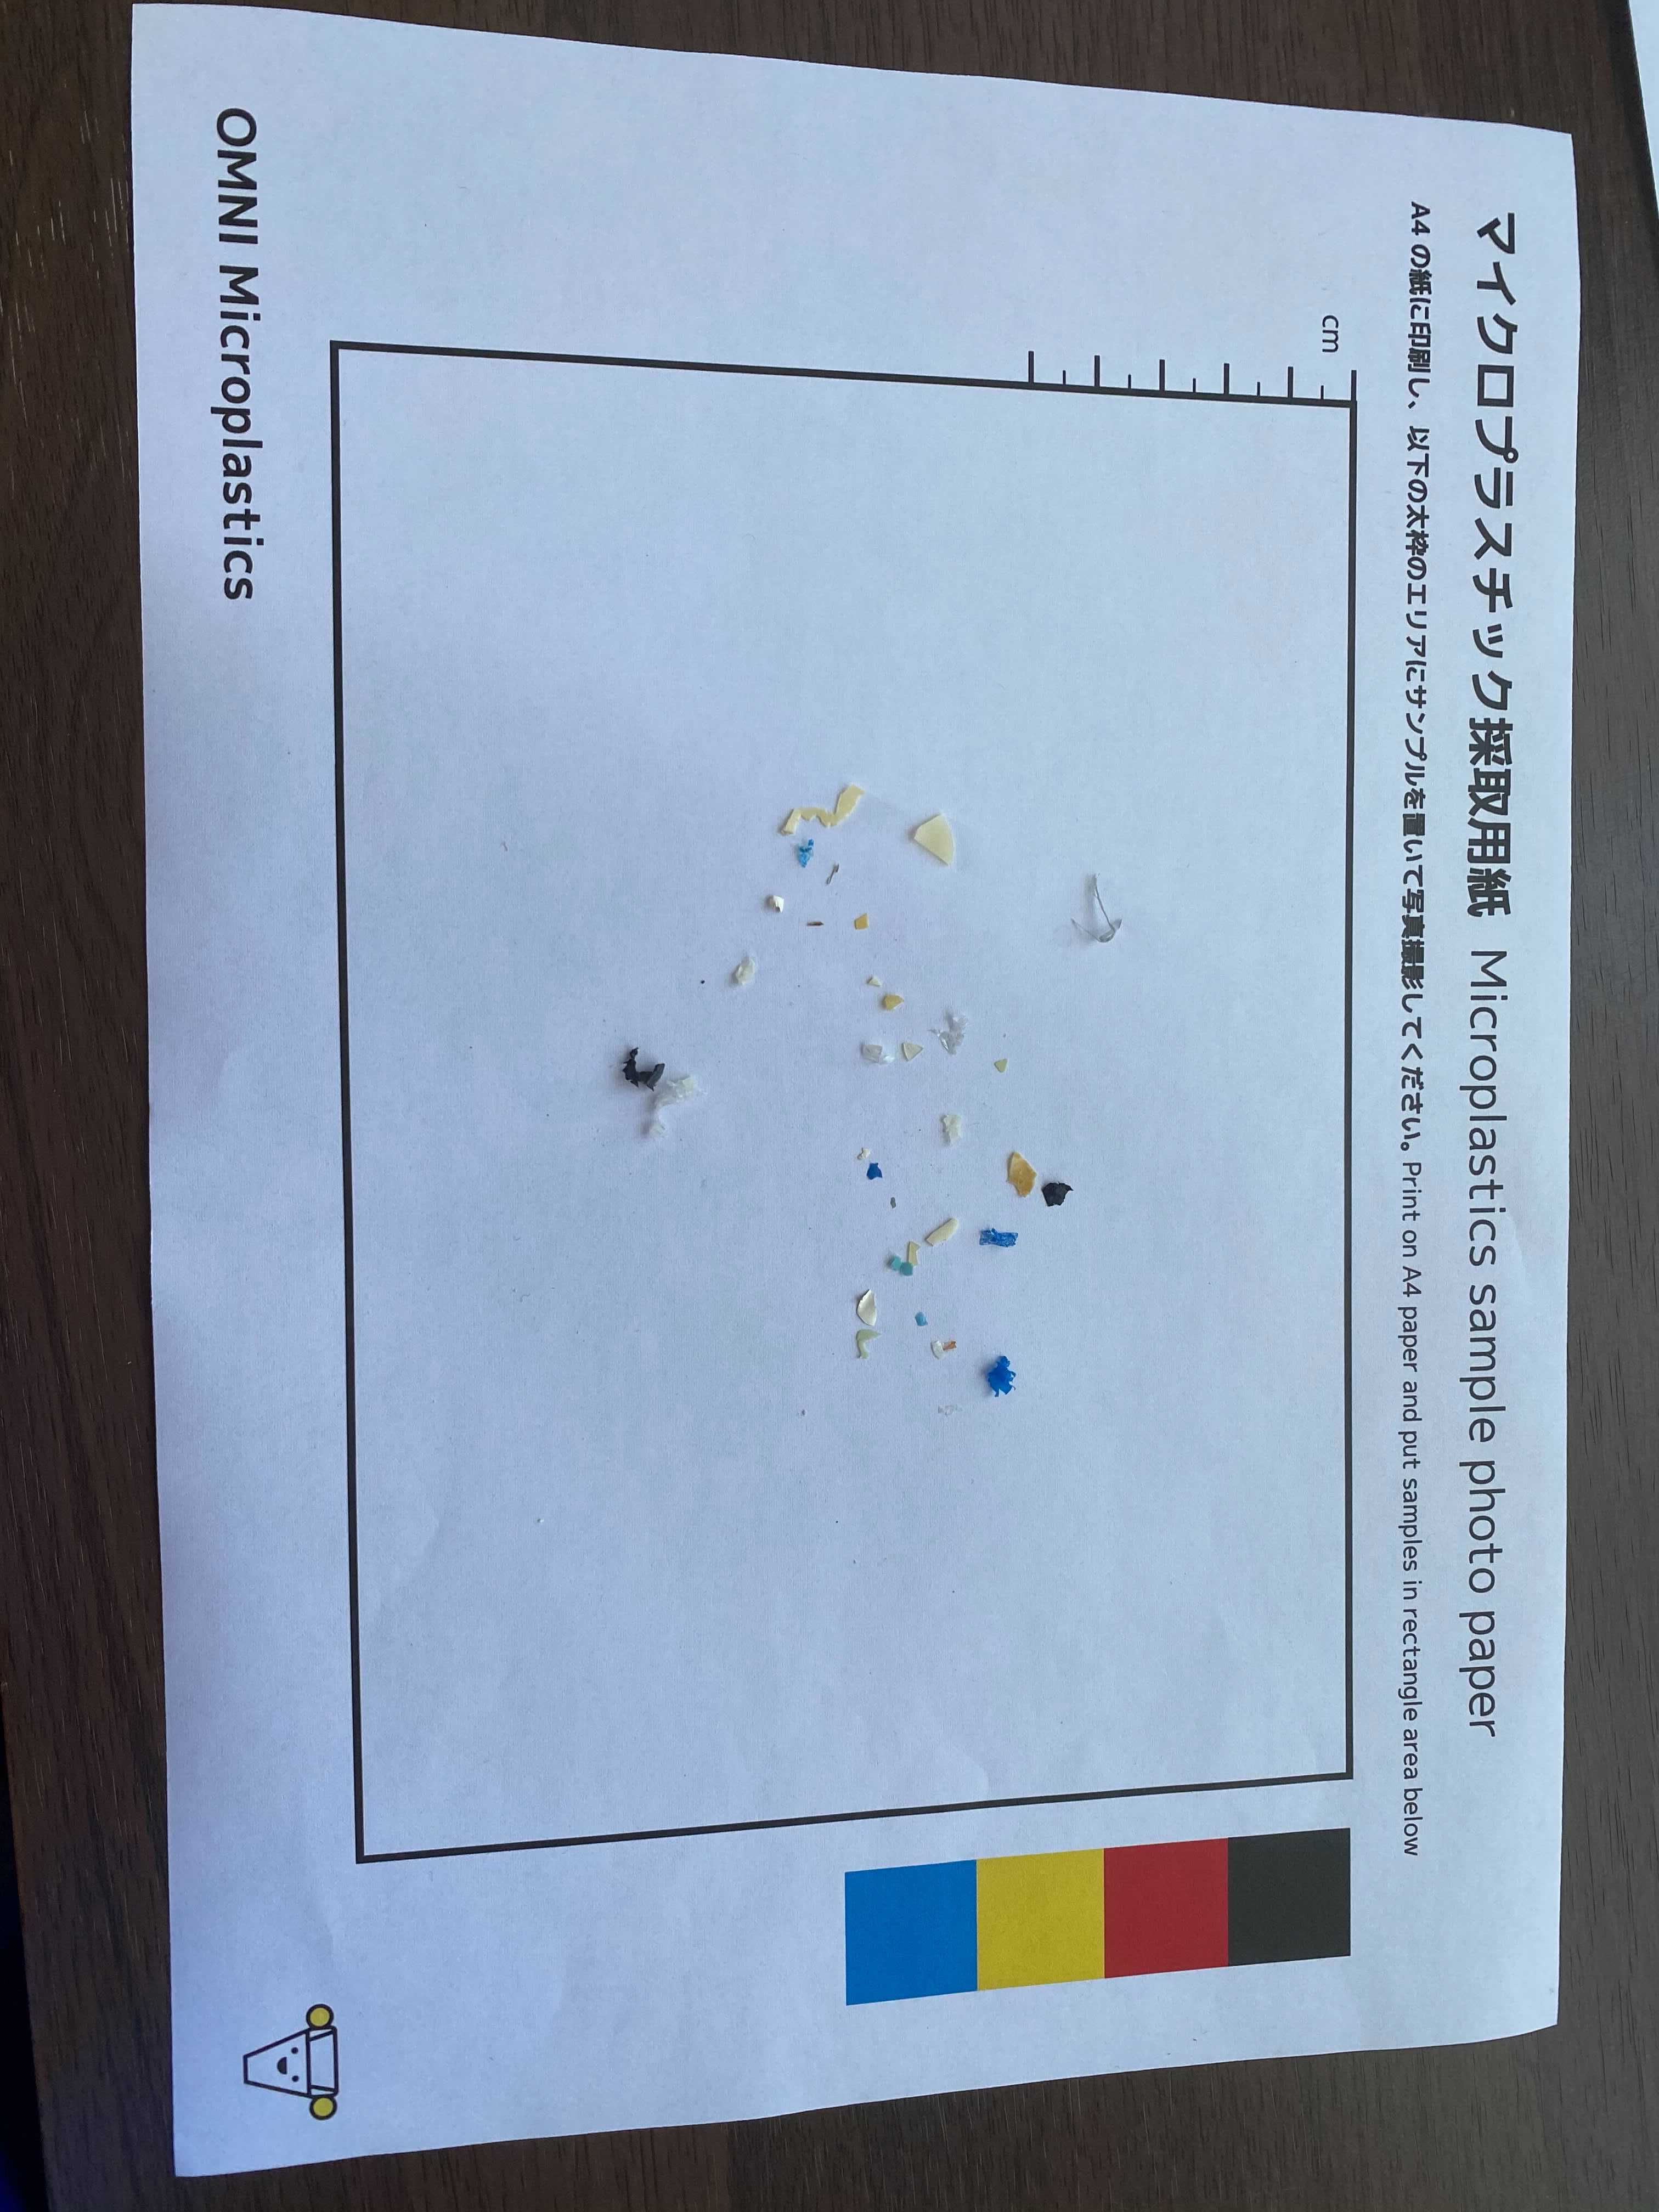 マイクロプラスチック採取用紙 Microplastics sample photo paper
A4 の紙に印刷し、以下の太枠のエリアにサンプルを置いて写真撮影してください。Print on A4 paper and put samples in rectangle area below
cm
OMNI Microplastics